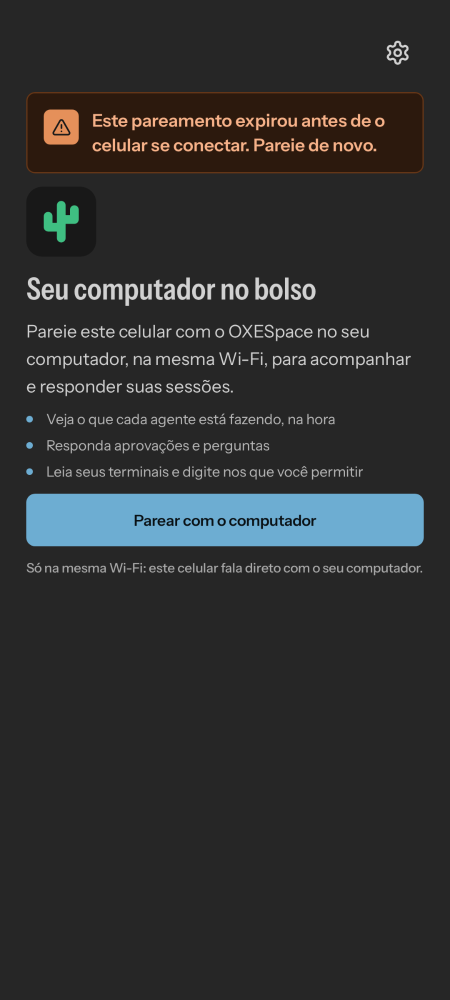 Este pareamento expirou antes de o
celular se conectar. Pareie de novo.
Seu computador no bolso
Pareie este celular com o OXESpace no seu
computador, na mesma Wi-Fi, para acompanhar
e responder suas sessões.
Veja o que cada agente está fazendo, na hora
Responda aprovações e perguntas
Leia seus terminais e digite nos que você permitir
Parear com o computador
Só na mesma Wi-Fi: este celular fala direto com o seu computador.